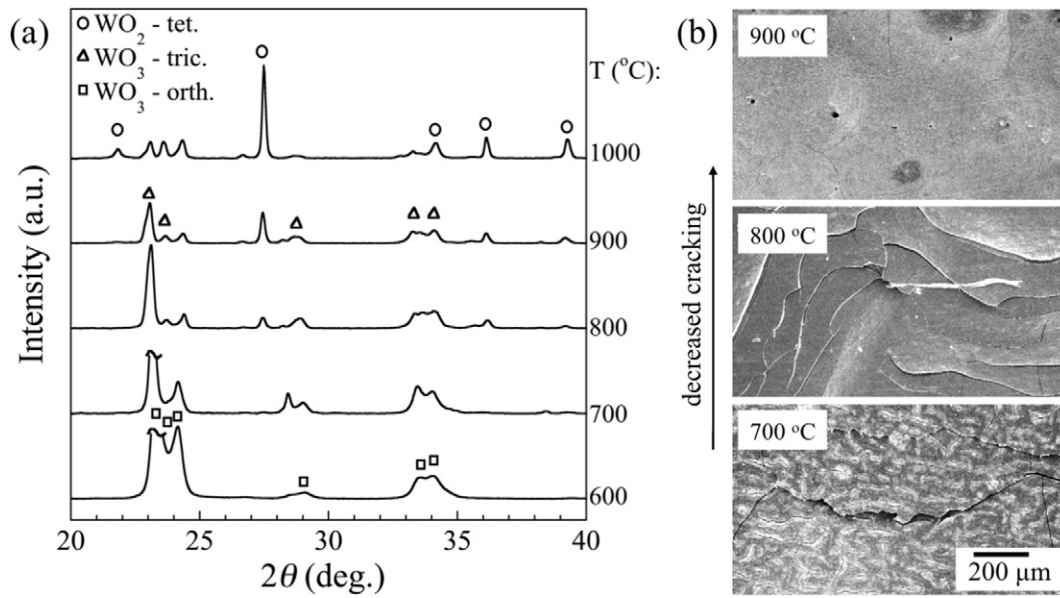 (a)
WO2 - tet.
WO3 - tric.
WO3 - orth.
T (°C):
1000
900
800
700
600
Intensity (a.u.)
20 25 30 35 40
2θ (deg.)
(b)
900 °C
800 °C
700 °C
decreased cracking
200 μm